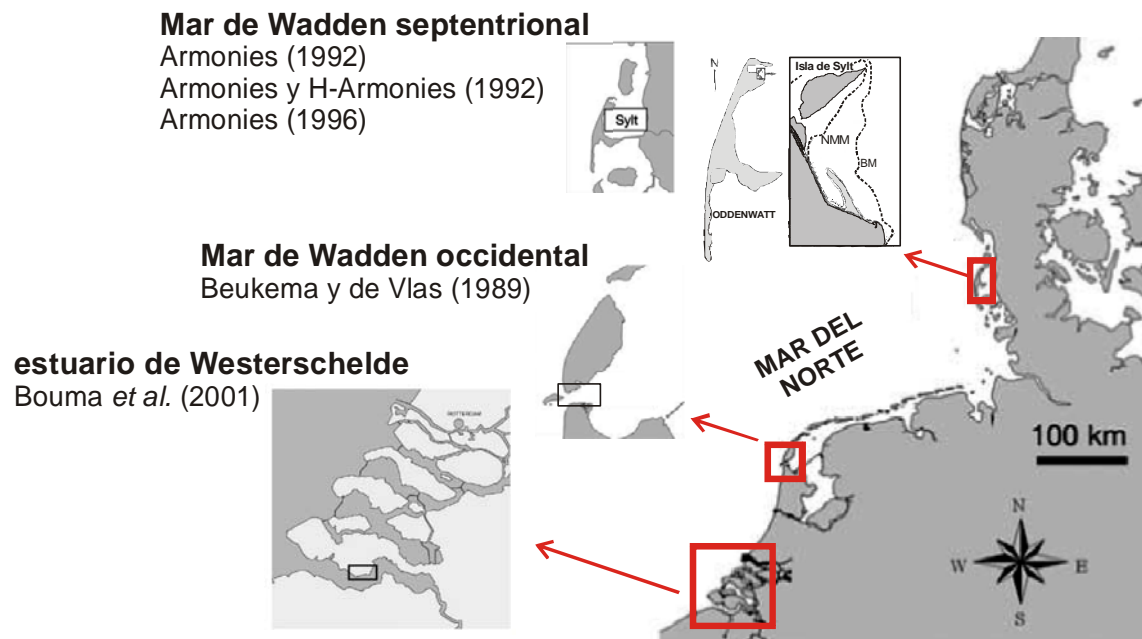 Mar de Wadden septentrional
Armonies (1992)
Armonies y H-Armonies (1992)
Armonies (1996)
Sylt
N
ODDENWATT
Isla de Sylt
NMM
BM
Mar de Wadden occidental
Beukema y de Vlas (1989)
MAR DEL
NORTE
estuario de Westerschelde
Bouma et al. (2001)
ROTTERDAM
100 km
N
W
E
S